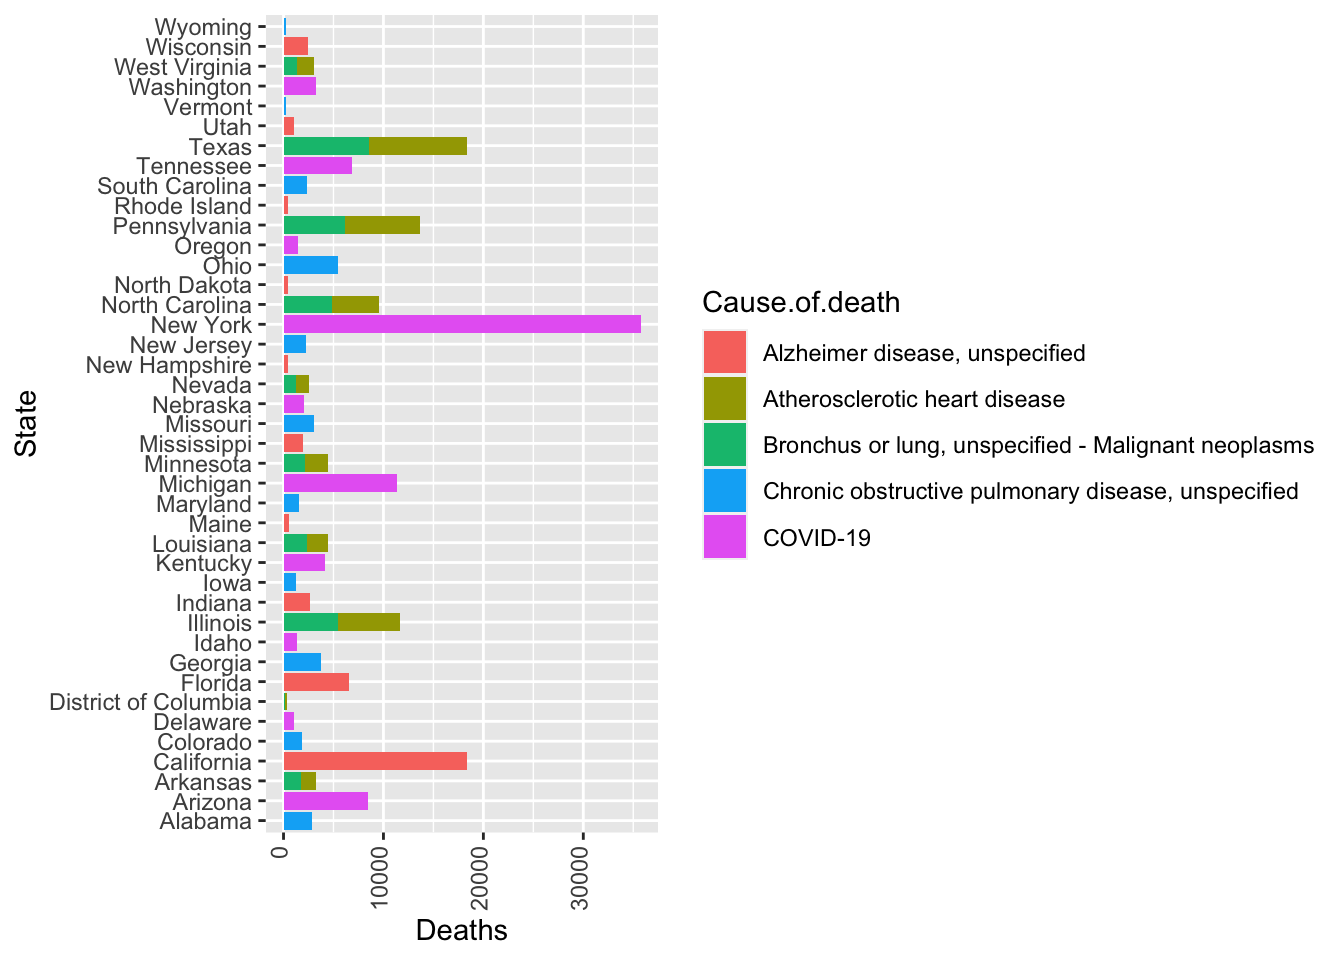 Wyoming
Wisconsin
West Virginia
Washington
Vermont
Utah
Texas
Tennessee
South Carolina
Rhode Island
Pennsylvania
Oregon
Ohio
North Dakota
North Carolina
New York
New Jersey
New Hampshire
Nevada
Nebraska
Missouri
Mississippi
Minnesota
Michigan
Maryland
Maine
Louisiana
Kentucky
Iowa
Indiana
Illinois
Idaho
Georgia
Florida
District of Columbia
Delaware
Colorado
California
Arkansas
Arizona
Alabama
State
0
10000
20000
30000
Deaths
Cause.of.death
Alzheimer disease, unspecified
Atherosclerotic heart disease
Bronchus or lung, unspecified - Malignant neoplasms
Chronic obstructive pulmonary disease, unspecified
COVID-19